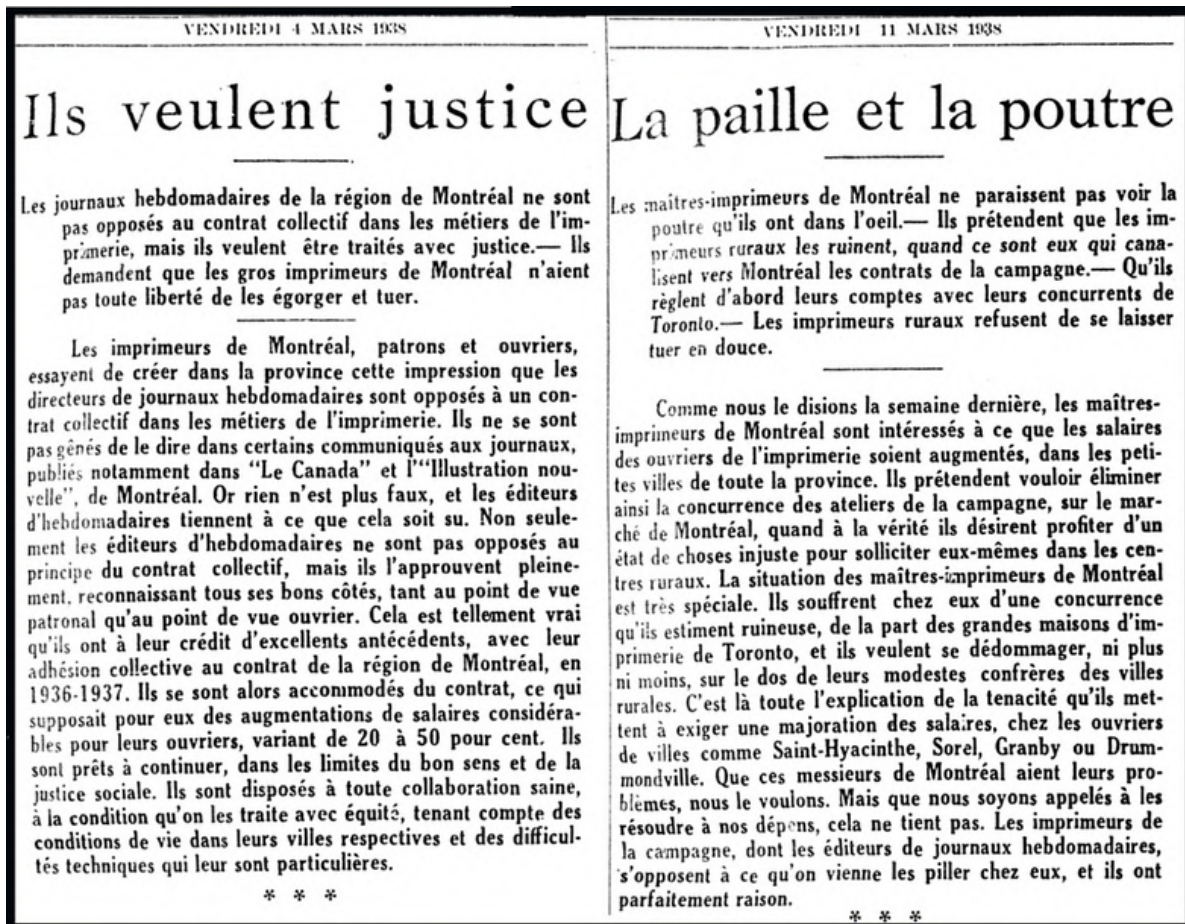 VENDREDI 4 MARS 1938
Ils veulent justice
Les journaux hebdomadaires de la région de Montréal ne sont
pas opposés au contrat collectif dans les métiers de l'im-
primerie, mais ils veulent être traités avec justice.— Ils
demandent que les gros imprimeurs de Montréal n'aient
pas toute liberté de les égorger et tuer.
Les imprimeurs de Montréal, patrons et ouvriers,
essayent de créer dans la province cette impression que les
directeurs de journaux hebdomadaires sont opposés à un con-
trat collectif dans les métiers de l'imprimerie. Ils ne se sont
pas gênés de le dire dans certains communiqués aux journaux,
publiés notamment dans "Le Canada" et l'"Illustration nou-
velle", de Montréal. Or rien n'est plus faux, et les éditeurs
d'hebdomadaires tiennent à ce que cela soit su. Non seule-
ment les éditeurs d'hebdomadaires ne sont pas opposés au
principe du contrat collectif, mais ils l'approuvent pleine-
ment, reconnaissant tous ses bons côtés, tant au point de vue
patronal qu'au point de vue ouvrier. Cela est tellement vrai
qu'ils ont à leur crédit d'excellents antécédents, avec leur
adhésion collective au contrat de la région de Montréal, en
1936-1937. Ils se sont alors accommodés du contrat, ce qui
supposait pour eux des augmentations de salaires considéra-
bles pour leurs ouvriers, variant de 20 à 50 pour cent. Ils
sont prêts à continuer, dans les limites du bon sens et de la
justice sociale. Ils sont disposés à toute collaboration saine,
à la condition qu'on les traite avec équité, tenant compte des
conditions de vie dans leurs villes respectives et des difficul-
tés techniques qui leur sont particulières.
* * *
VENDREDI 11 MARS 1938
La paille et la poutre
Les maîtres-imprimeurs de Montréal ne paraissent pas voir la
poutre qu'ils ont dans l'oeil.— Ils prétendent que les im-
primeurs ruraux les ruinent, quand ce sont eux qui cana-
lisent vers Montréal les contrats de la campagne.— Qu'ils
règlent d'abord leurs comptes avec leurs concurrents de
Toronto.— Les imprimeurs ruraux refusent de se laisser
tuer en douce.
Comme nous le disions la semaine dernière, les maîtres-
imprimeurs de Montréal sont intéressés à ce que les salaires
des ouvriers de l'imprimerie soient augmentés, dans les peti-
tes villes de toute la province. Ils prétendent vouloir éliminer
ainsi la concurrence des ateliers de la campagne, sur le mar-
ché de Montréal, quand à la vérité ils désirent profiter d'un
état de choses injuste pour solliciter eux-mêmes dans les cen-
tres ruraux. La situation des maîtres-imprimeurs de Montréal
est très spéciale. Ils souffrent chez eux d'une concurrence
qu'ils estiment ruineuse, de la part des grandes maisons d'im-
primerie de Toronto, et ils veulent se dédommager, ni plus
ni moins, sur le dos de leurs modestes confrères des villes
rurales. C'est là toute l'explication de la tenacité qu'ils met-
tent à exiger une majoration des salaires, chez les ouvriers
de villes comme Saint-Hyacinthe, Sorel, Granby ou Drum-
mondville. Que ces messieurs de Montréal aient leurs pro-
blèmes, nous le voulons. Mais que nous soyons appelés à les
résoudre à nos dépens, cela ne tient pas. Les imprimeurs de
la campagne, dont les éditeurs de journaux hebdomadaires,
s'opposent à ce qu'on vienne les piller chez eux, et ils ont
parfaitement raison.
* * *